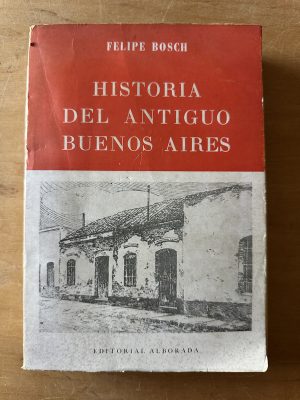 FELIPE BOSCH
HISTORIA
DEL ANTIGUO
BUENOS AIRES
EDITORIAL ALBORADA